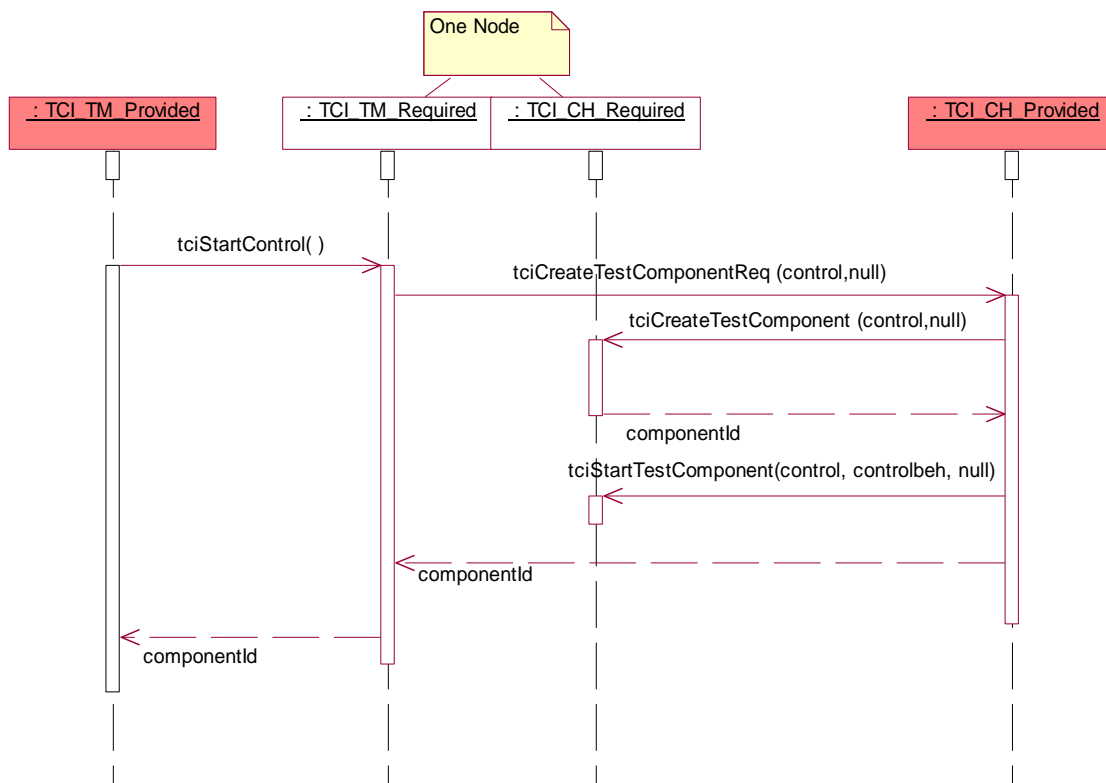 One Node
: TCI_TM_Provided
: TCI_TM_Required
: TCI_CH_Required
: TCI_CH_Provided
tciStartControl( )
tciCreateTestComponentReq (control,null)
tciCreateTestComponent (control,null)
componentId
tciStartTestComponent(control, controlbeh, null)
componentId
componentId